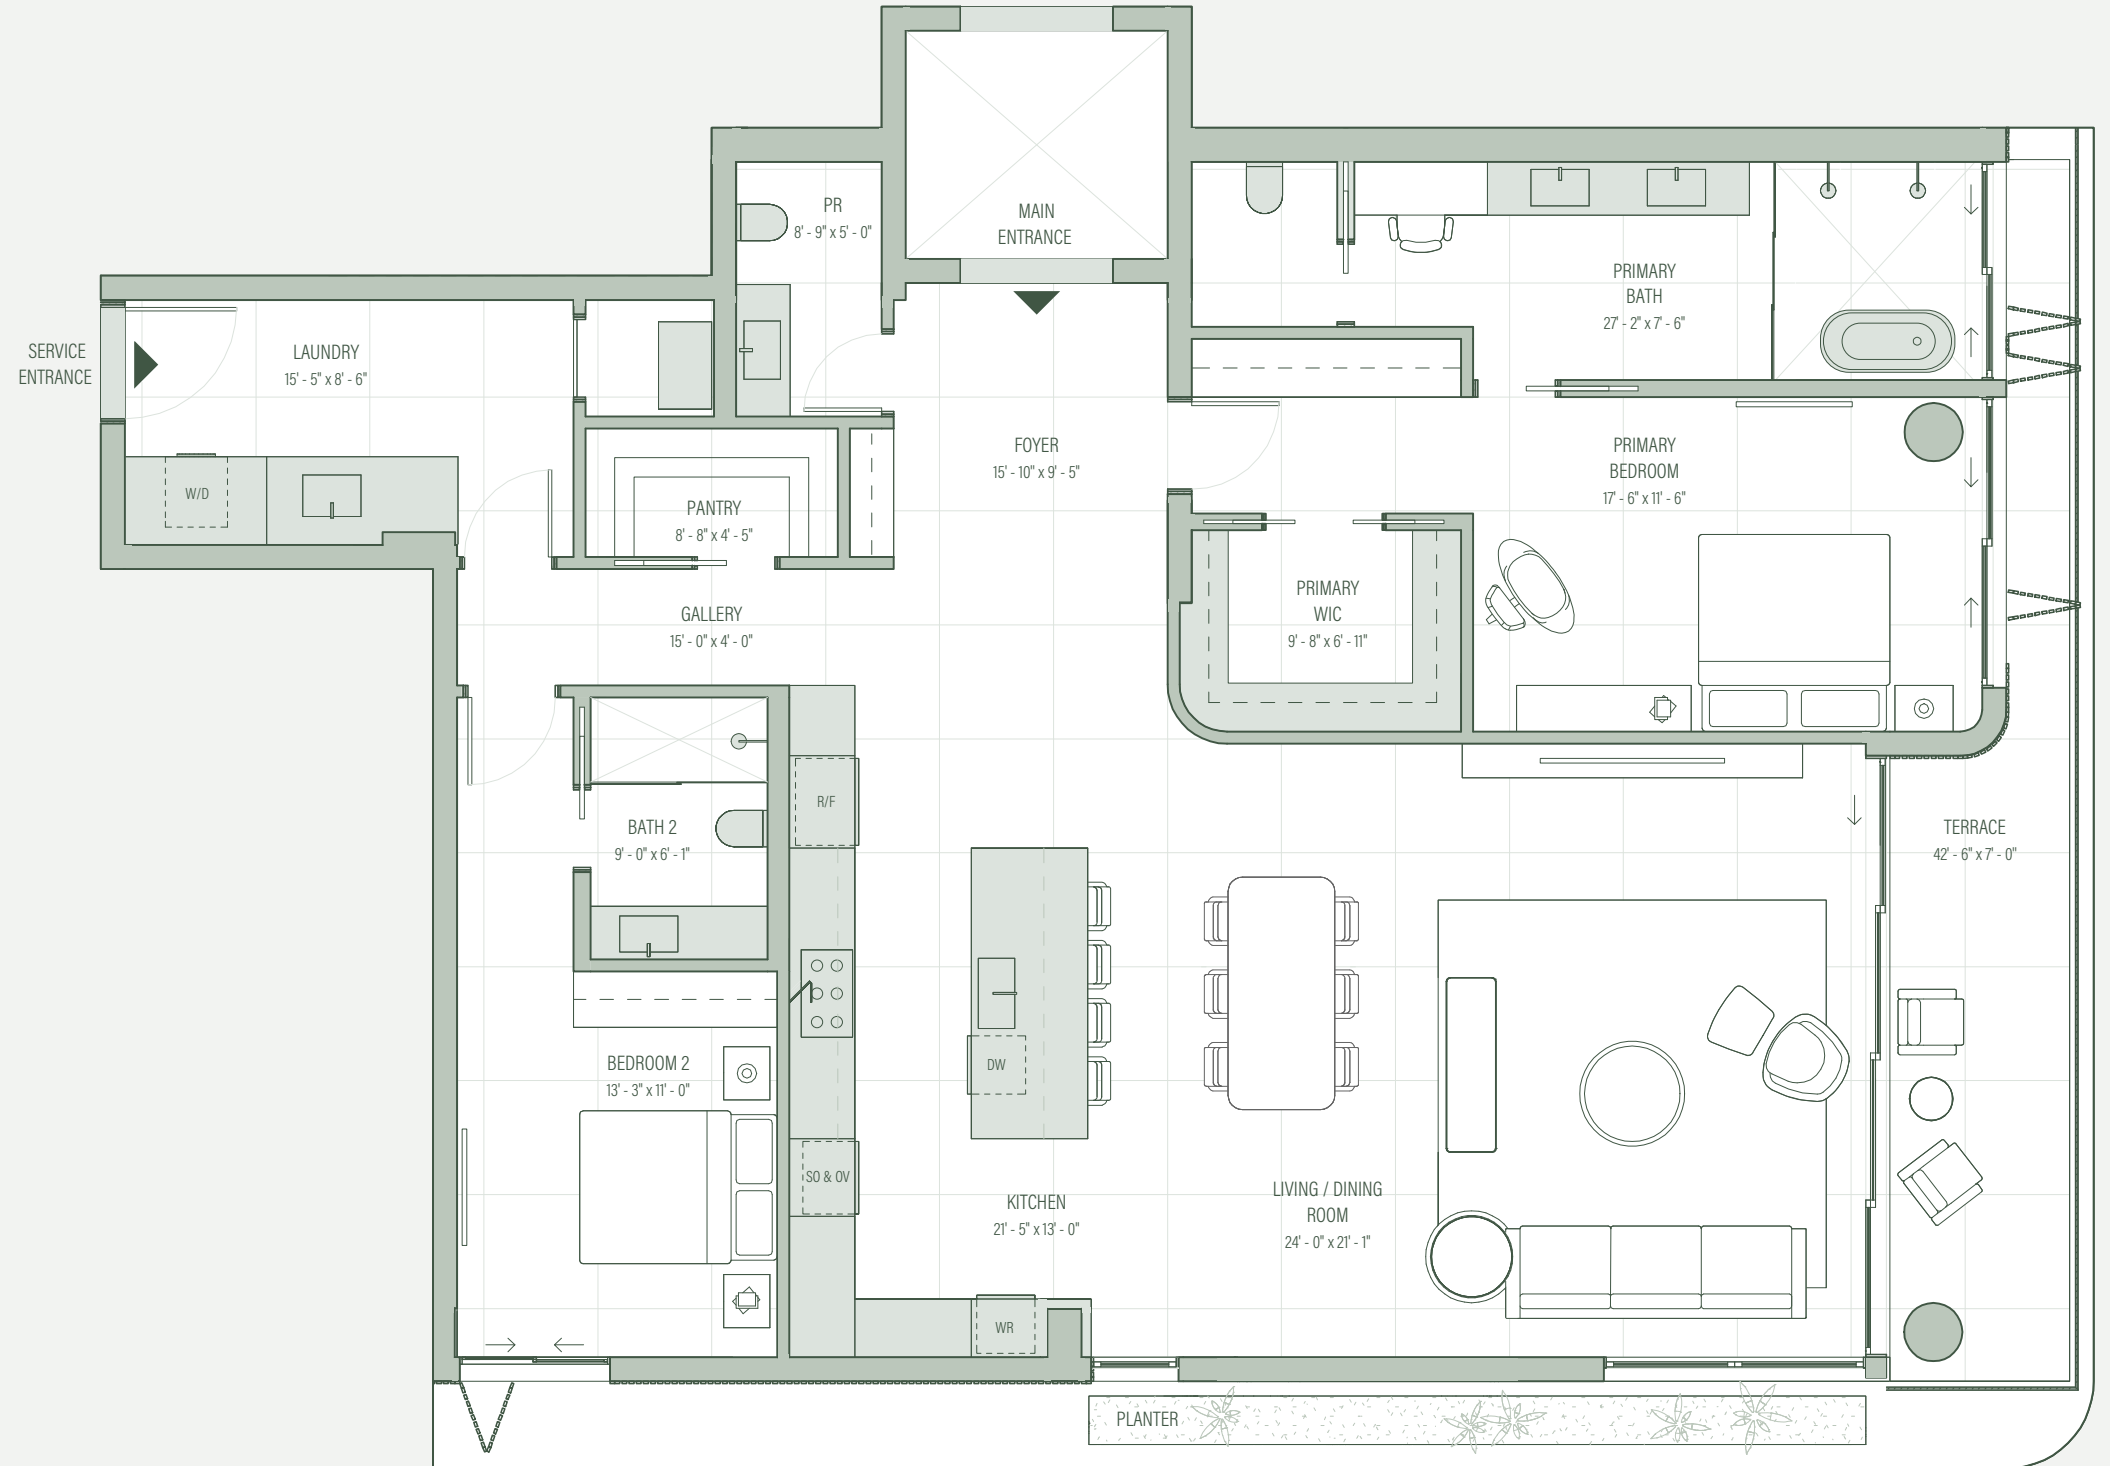 MAIN
ENTRANCE
PR
8' - 9" x 5' - 0"
SERVICE
ENTRANCE
LAUNDRY
15' - 5" x 8' - 6"
W/D
PANTRY
8' - 8" x 4' - 5"
FOYER
15' - 10" x 9' - 5"
PRIMARY
BATH
27' - 2" x 7' - 6"
PRIMARY
BEDROOM
17' - 6" x 11' - 6"
PRIMARY
WIC
9' - 8" x 6' - 11"
GALLERY
15' - 0" x 4' - 0"
BATH 2
9' - 0" x 6' - 1"
R/F
TERRACE
42' - 6" x 7' - 0"
BEDROOM 2
13' - 3" x 11' - 0"
DW
SO & OV
KITCHEN
21' - 5" x 13' - 0"
LIVING / DINING
ROOM
24' - 0" x 21' - 1"
WR
PLANTER